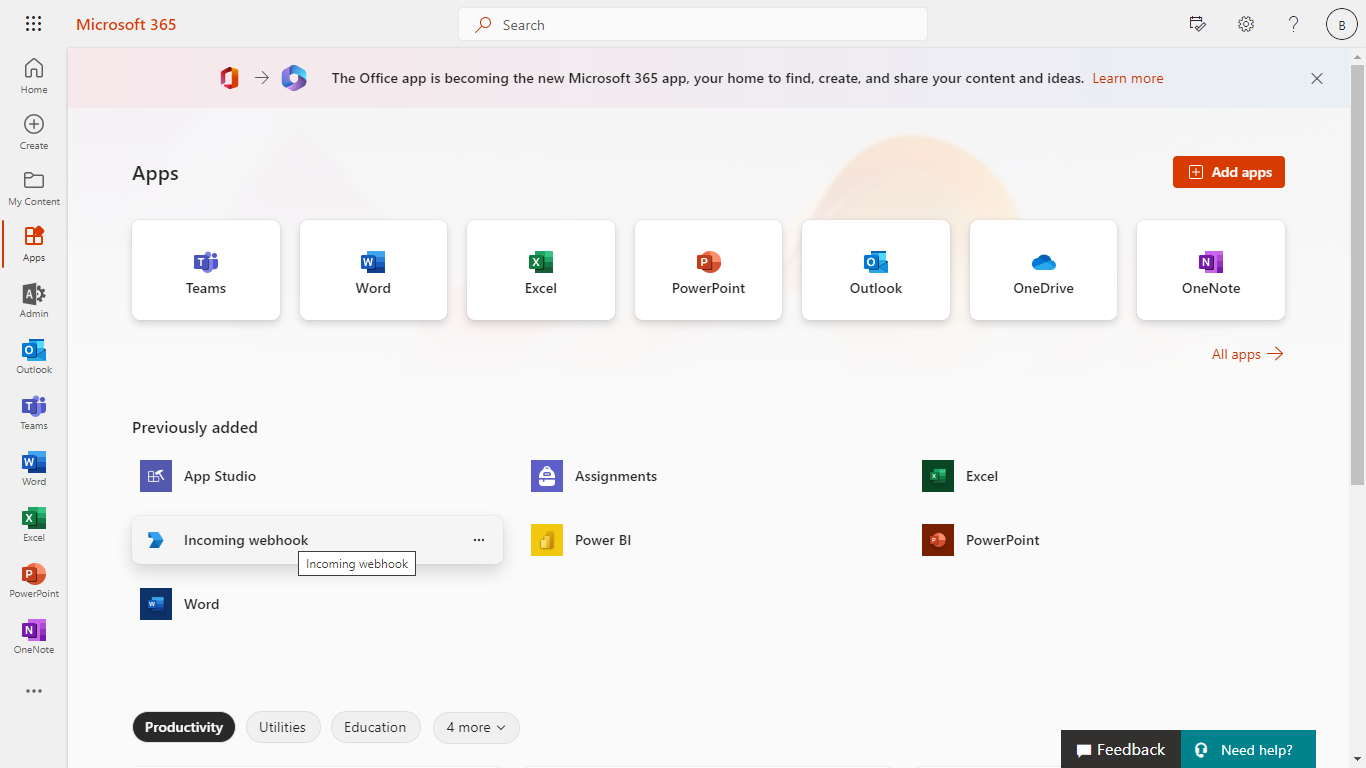 Microsoft 365
Search
B
Home
Create
My Content
Apps
Admin
Outlook
Teams
Word
Excel
PowerPoint
OneNote
The Office app is becoming the new Microsoft 365 app, your home to find, create, and share your content and ideas. Learn more
Apps
Add apps
Teams
Word
Excel
PowerPoint
Outlook
OneDrive
OneNote
All apps
Previously added
App Studio
Assignments
Excel
Incoming webhook
Power BI
PowerPoint
Incoming webhook
Word
Productivity
Utilities
Education
4 more
Feedback
Need help?